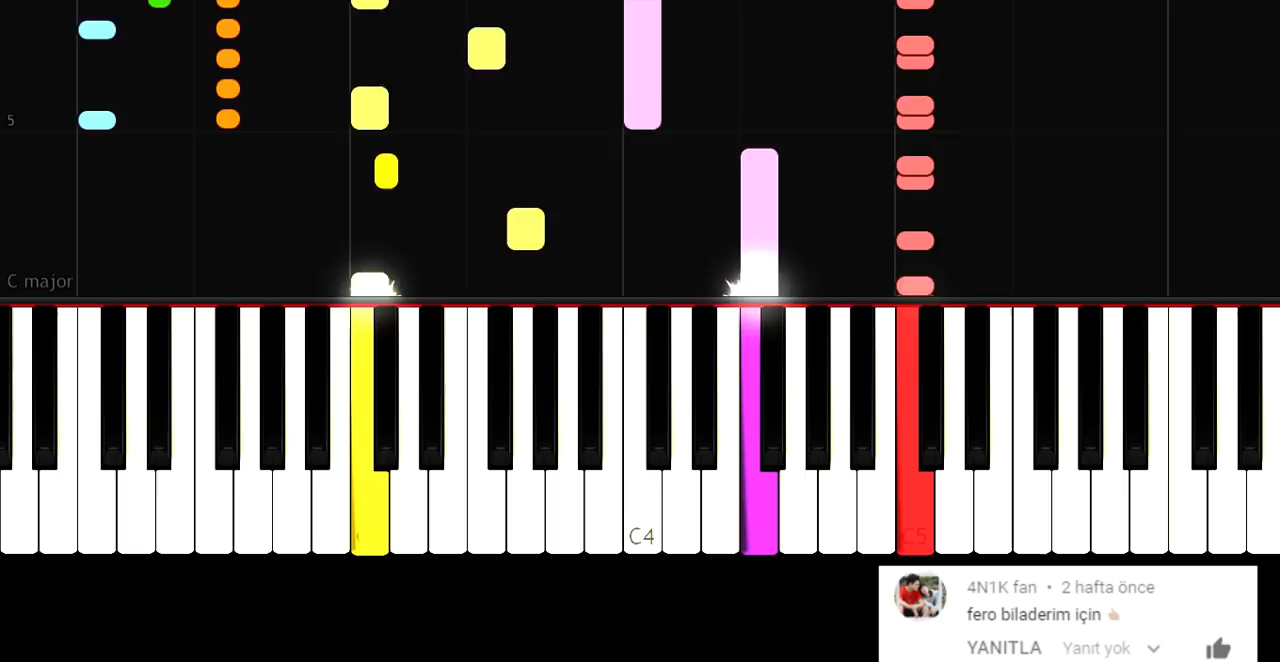 5
C major
C4
C5
4N1K fan • 2 hafta önce
fero biladerim için
YANITLA Yanıt yok